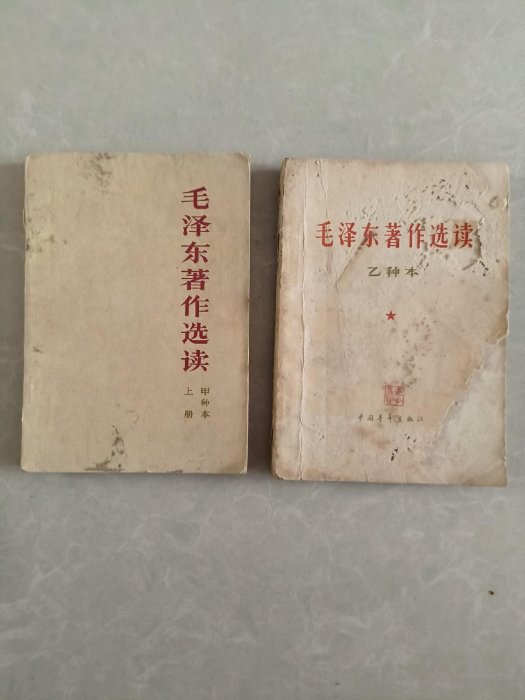 毛泽东著作选读
甲种本
上册
毛泽东著作选读
乙种本
中国青年出版社